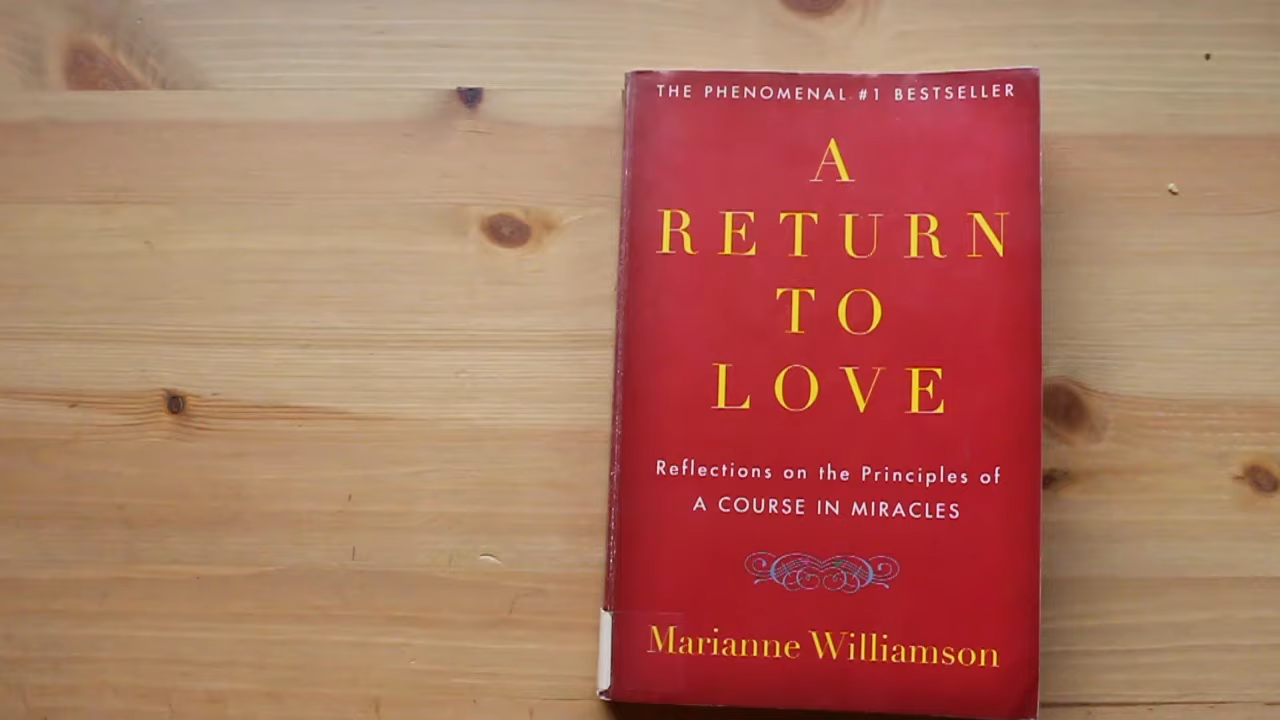 THE PHENOMENAL #1 BESTSELLER
A
RETURN
TO
LOVE
Reflections on the Principles of
A COURSE IN MIRACLES
Marianne Williamson